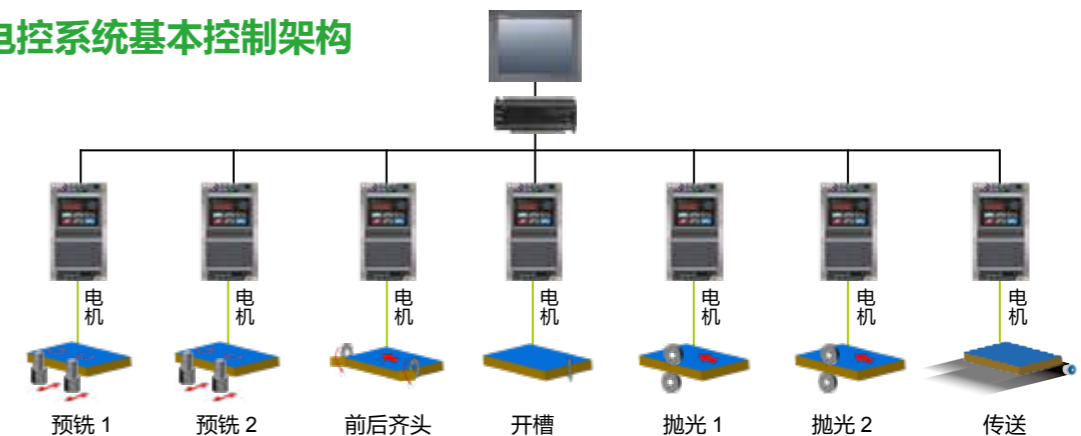 电控系统基本控制架构
电机
电机
电机
电机
电机
电机
电机
预铣 1
预铣 2
前后齐头
开槽
抛光 1
抛光 2
传送